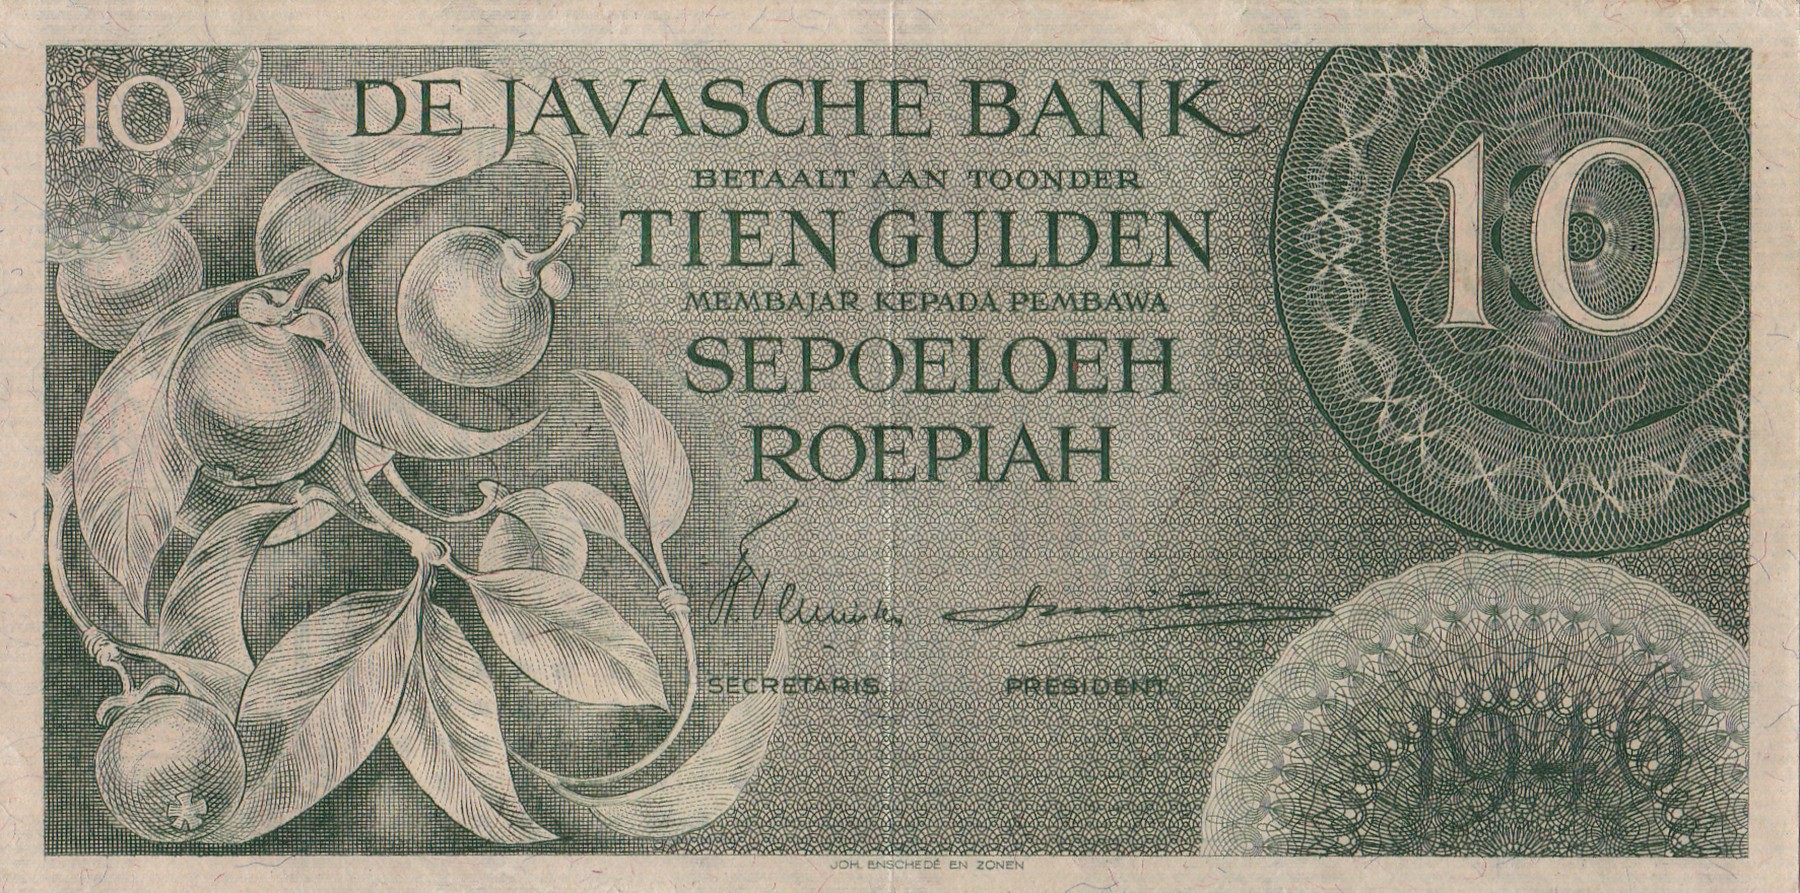 10
DE JAVASCHE BANK
10
BETAALT AAN TOONDER
TIEN GULDEN
MEMBAJAR KEPADA PEMBAWA
SEPOELOEH
ROEPIAH
SECRETARIS
PRESIDENT
1946
JOH. ENSCHEDÉ EN ZONEN